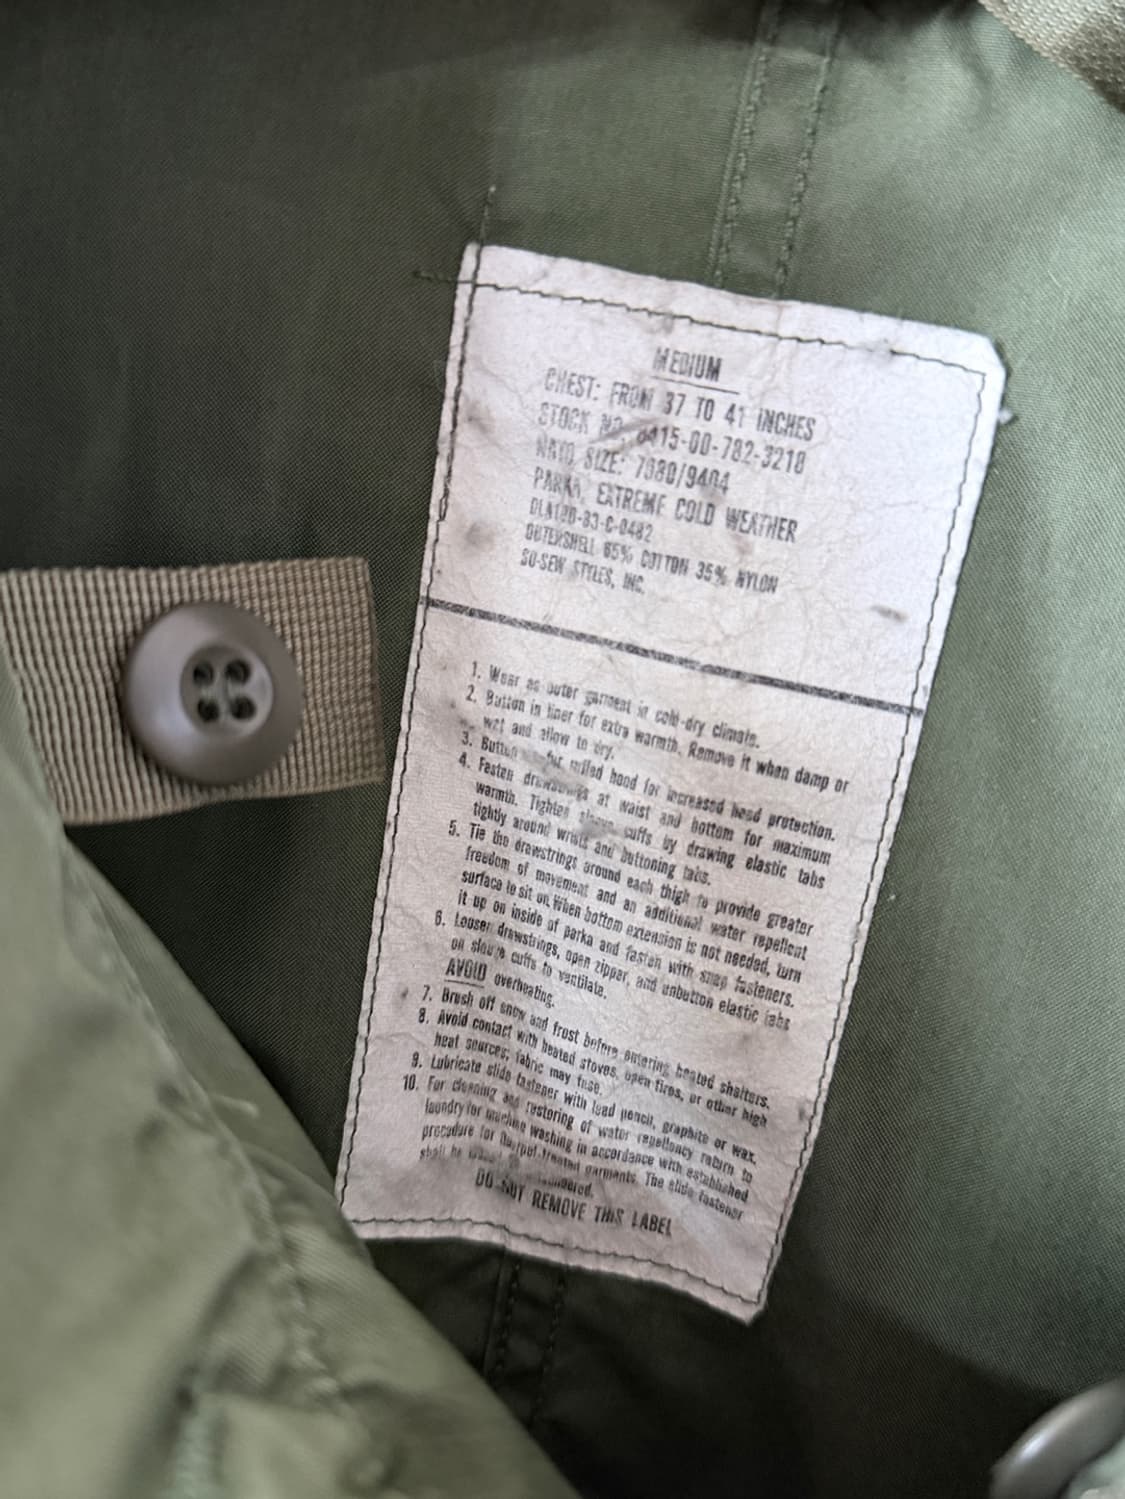 MEDIUM
CHEST: FROM 37 TO 41 INCHES
STOCK NO. 8415-00-782-3218
NATO SIZE: 7080/9404
PARKA, EXTREME COLD WEATHER
DLA100-83-C-0482
OUTERSHELL 65% COTTON 35% NYLON
SO-SEW STYLES, INC.
1. Wear as outer garment in cold-dry climate.
2. Button in liner for extra warmth. Remove it when damp or
wet and allow to dry.
3. Button fur ruffed hood for increased head protection.
4. Fasten drawstrings at waist and bottom for maximum
warmth. Tighten sleeve cuffs by drawing elastic tabs
tightly around wrists and buttoning tabs.
5. Tie the drawstrings around each thigh to provide greater
freedom of movement and an additional water repellent
surface to sit on. When bottom extension is not needed, turn
it up on inside of parka and fasten with snap fasteners.
6. Loosen drawstrings, open zipper, and unbutton elastic tabs
on sleeve cuffs to ventilate.
AVOID overheating.
7. Brush off snow and frost before entering heated shelters.
8. Avoid contact with heated stoves, open fires, or other high
heat sources; fabric may fuse.
9. Lubricate slide fastener with lead pencil, graphite or wax.
10. For cleaning and restoring of water repellency return to
laundry for machine washing in accordance with established
procedure for Quarpel-treated garments. The slide fastener
shall be laundered.
DO NOT REMOVE THIS LABEL